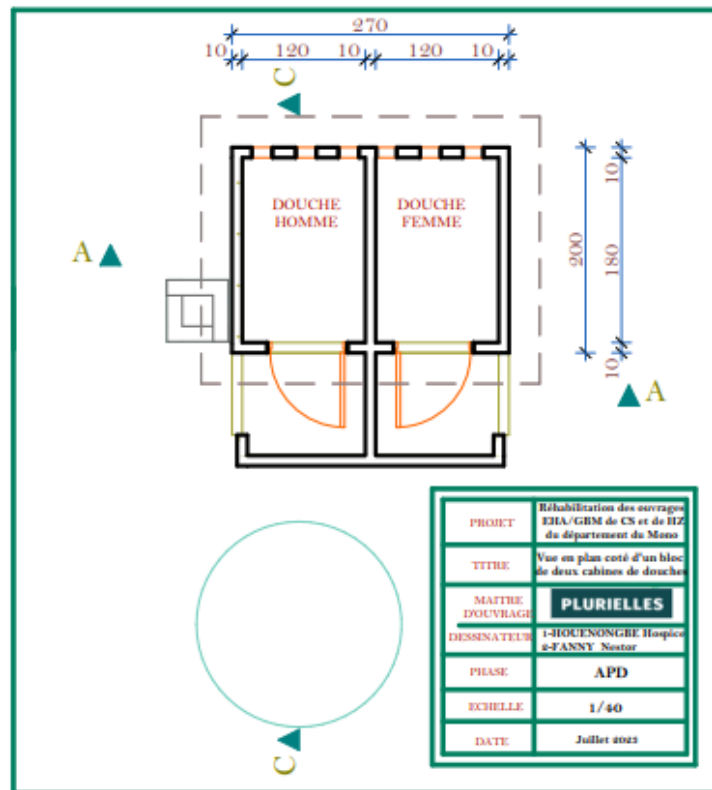 270
10 120 10 120 10
C
DOUCHE HOMME
DOUCHE FEMME
A
10
200 180
10
A
PROJET Réhabilitation des ouvrages
EHA/GBM de CS et de HZ
du département du Mono
TITRE Vue en plan coté d'un bloc
de deux cabines de douches
MAITRE
D'OUVRAGE PLURIELLES
DESSINATEUR 1-HOUENONGBE Hospice
2-FANNY Nestor
PHASE APD
ECHELLE 1/40
DATE Juillet 2025
C